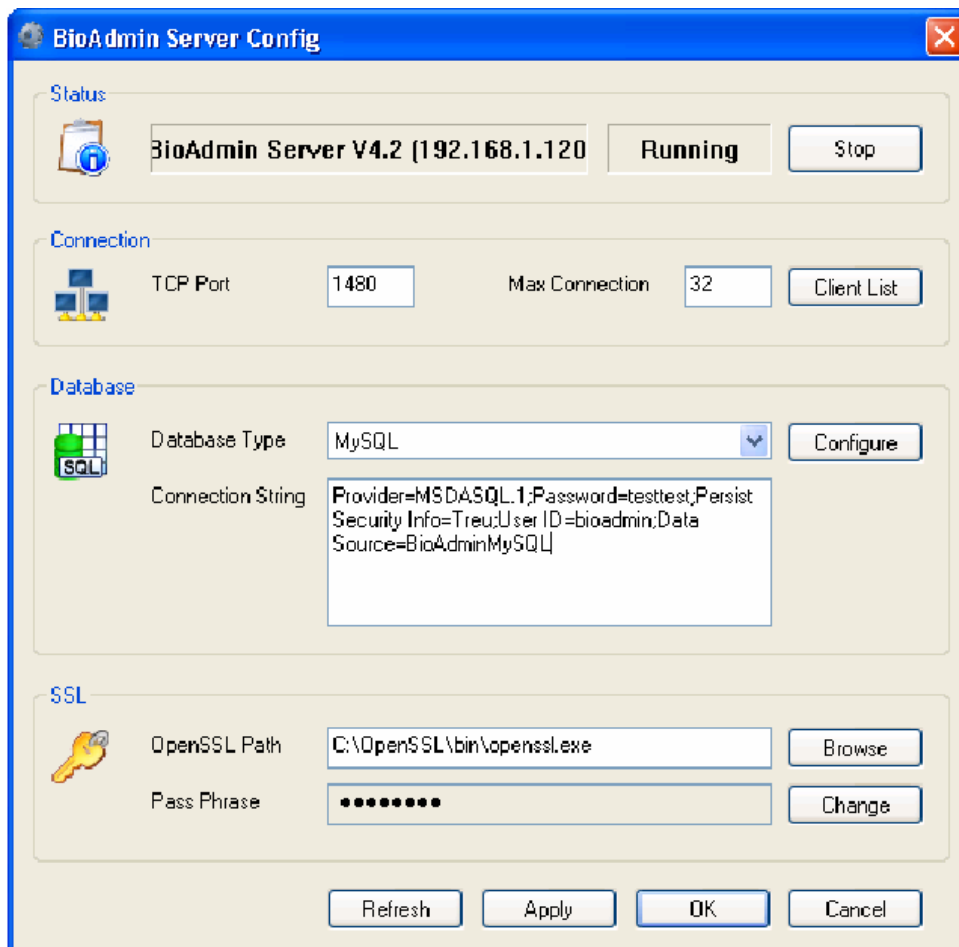 BioAdmin Server Config
Status
BioAdmin Server V4.2 (192.168.1.120
Running
Stop
Connection
TCP Port
1480
Max Connection
32
Client List
Database
SQL
Database Type
MySQL
Configure
Connection String
Provider=MSDASQL.1;Password=testtest;Persist
Security Info=Treu;User ID=bioadmin;Data
Source=BioAdminMySQL
SSL
OpenSSL Path
C:\OpenSSL\bin\openssl.exe
Browse
Pass Phrase
●●●●●●●●
Change
Refresh
Apply
OK
Cancel